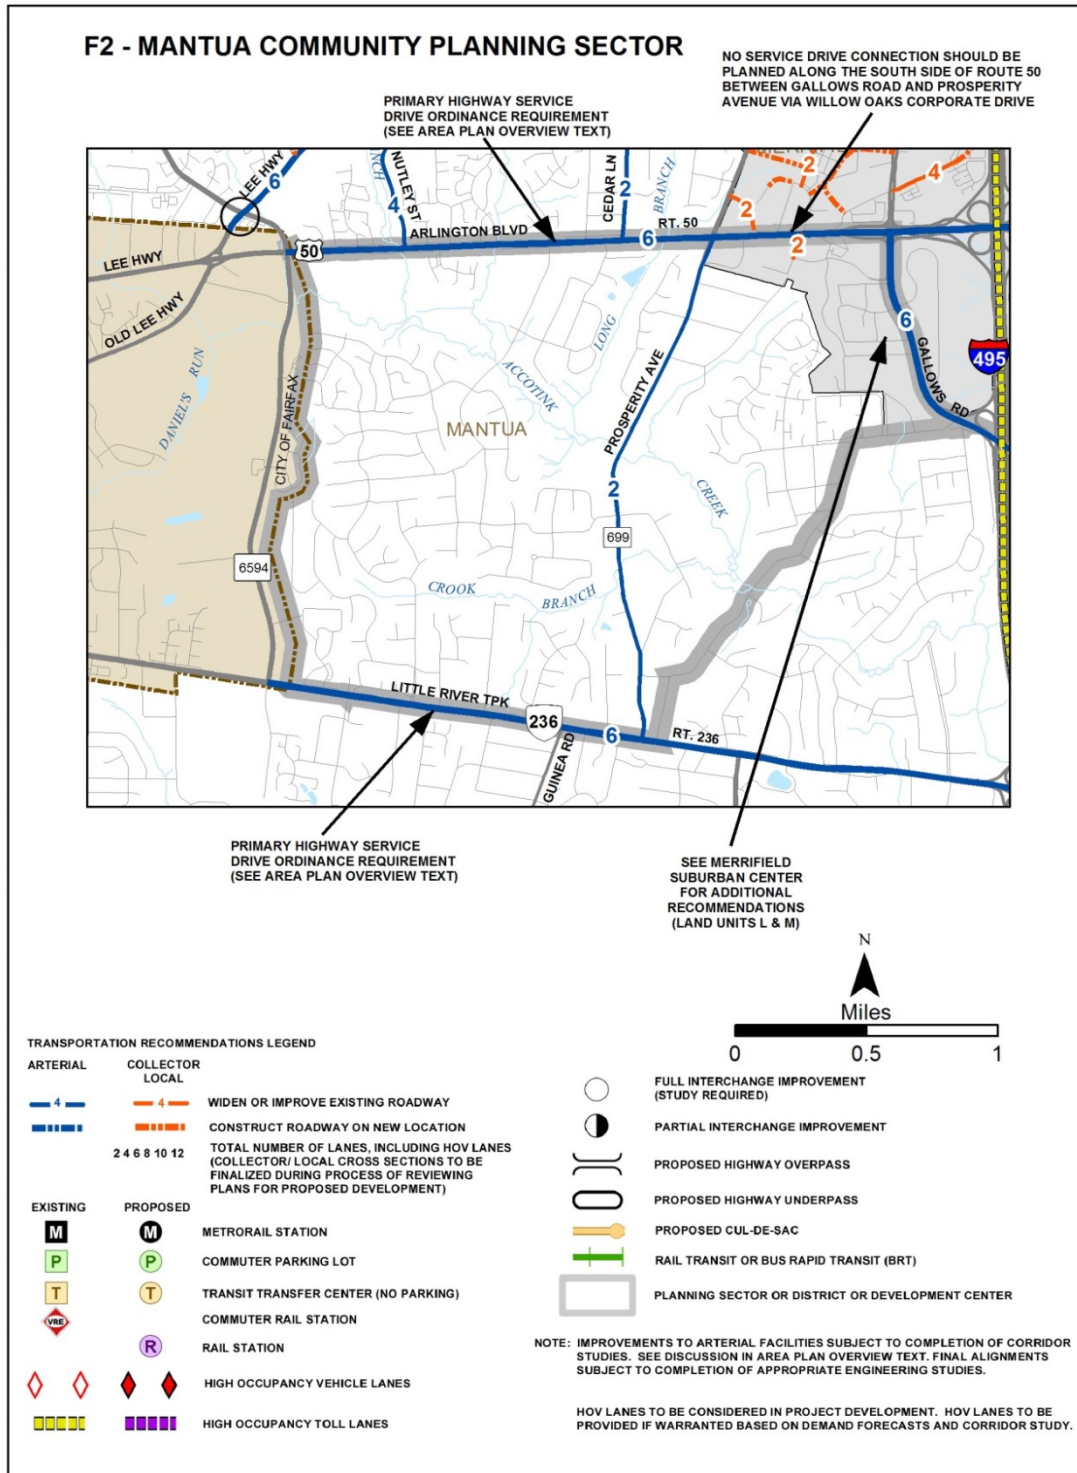 F2 - MANTUA COMMUNITY PLANNING SECTOR
NO SERVICE DRIVE CONNECTION SHOULD BE
PLANNED ALONG THE SOUTH SIDE OF ROUTE 50
BETWEEN GALLOWS ROAD AND PROSPERITY
AVENUE VIA WILLOW OAKS CORPORATE DRIVE
PRIMARY HIGHWAY SERVICE
DRIVE ORDINANCE REQUIREMENT
(SEE AREA PLAN OVERVIEW TEXT)
LEE HWY
6
NUTLEY ST
4
CEDAR LN
2
BRANCH
2
4
2
ARLINGTON BLVD
6
RT. 50
2
50
LEE HWY
OLD LEE HWY
DANIEL'S RUN
CITY OF FAIRFAX
ACCOTINK
LONG
MANTUA
PROSPERITY AVE
6
GALLOWS RD
495
2
CREEK
699
6594
CROOK
BRANCH
LITTLE RIVER TPK
236
6
RT. 236
GUINEA RD
PRIMARY HIGHWAY SERVICE
DRIVE ORDINANCE REQUIREMENT
(SEE AREA PLAN OVERVIEW TEXT)
SEE MERRIFIELD
SUBURBAN CENTER
FOR ADDITIONAL
RECOMMENDATIONS
(LAND UNITS L & M)
N
Miles
0 0.5 1
TRANSPORTATION RECOMMENDATIONS LEGEND
ARTERIAL COLLECTOR
LOCAL
4 4 WIDEN OR IMPROVE EXISTING ROADWAY
CONSTRUCT ROADWAY ON NEW LOCATION
2 4 6 8 10 12 TOTAL NUMBER OF LANES, INCLUDING HOV LANES
(COLLECTOR/ LOCAL CROSS SECTIONS TO BE
FINALIZED DURING PROCESS OF REVIEWING
PLANS FOR PROPOSED DEVELOPMENT)
EXISTING PROPOSED
M M METRORAIL STATION
P P COMMUTER PARKING LOT
T T TRANSIT TRANSFER CENTER (NO PARKING)
VRE COMMUTER RAIL STATION
R RAIL STATION
HIGH OCCUPANCY VEHICLE LANES
HIGH OCCUPANCY TOLL LANES
FULL INTERCHANGE IMPROVEMENT
(STUDY REQUIRED)
PARTIAL INTERCHANGE IMPROVEMENT
PROPOSED HIGHWAY OVERPASS
PROPOSED HIGHWAY UNDERPASS
PROPOSED CUL-DE-SAC
RAIL TRANSIT OR BUS RAPID TRANSIT (BRT)
PLANNING SECTOR OR DISTRICT OR DEVELOPMENT CENTER
NOTE: IMPROVEMENTS TO ARTERIAL FACILITIES SUBJECT TO COMPLETION OF CORRIDOR
STUDIES. SEE DISCUSSION IN AREA PLAN OVERVIEW TEXT. FINAL ALIGNMENTS
SUBJECT TO COMPLETION OF APPROPRIATE ENGINEERING STUDIES.
HOV LANES TO BE CONSIDERED IN PROJECT DEVELOPMENT. HOV LANES TO BE
PROVIDED IF WARRANTED BASED ON DEMAND FORECASTS AND CORRIDOR STUDY.